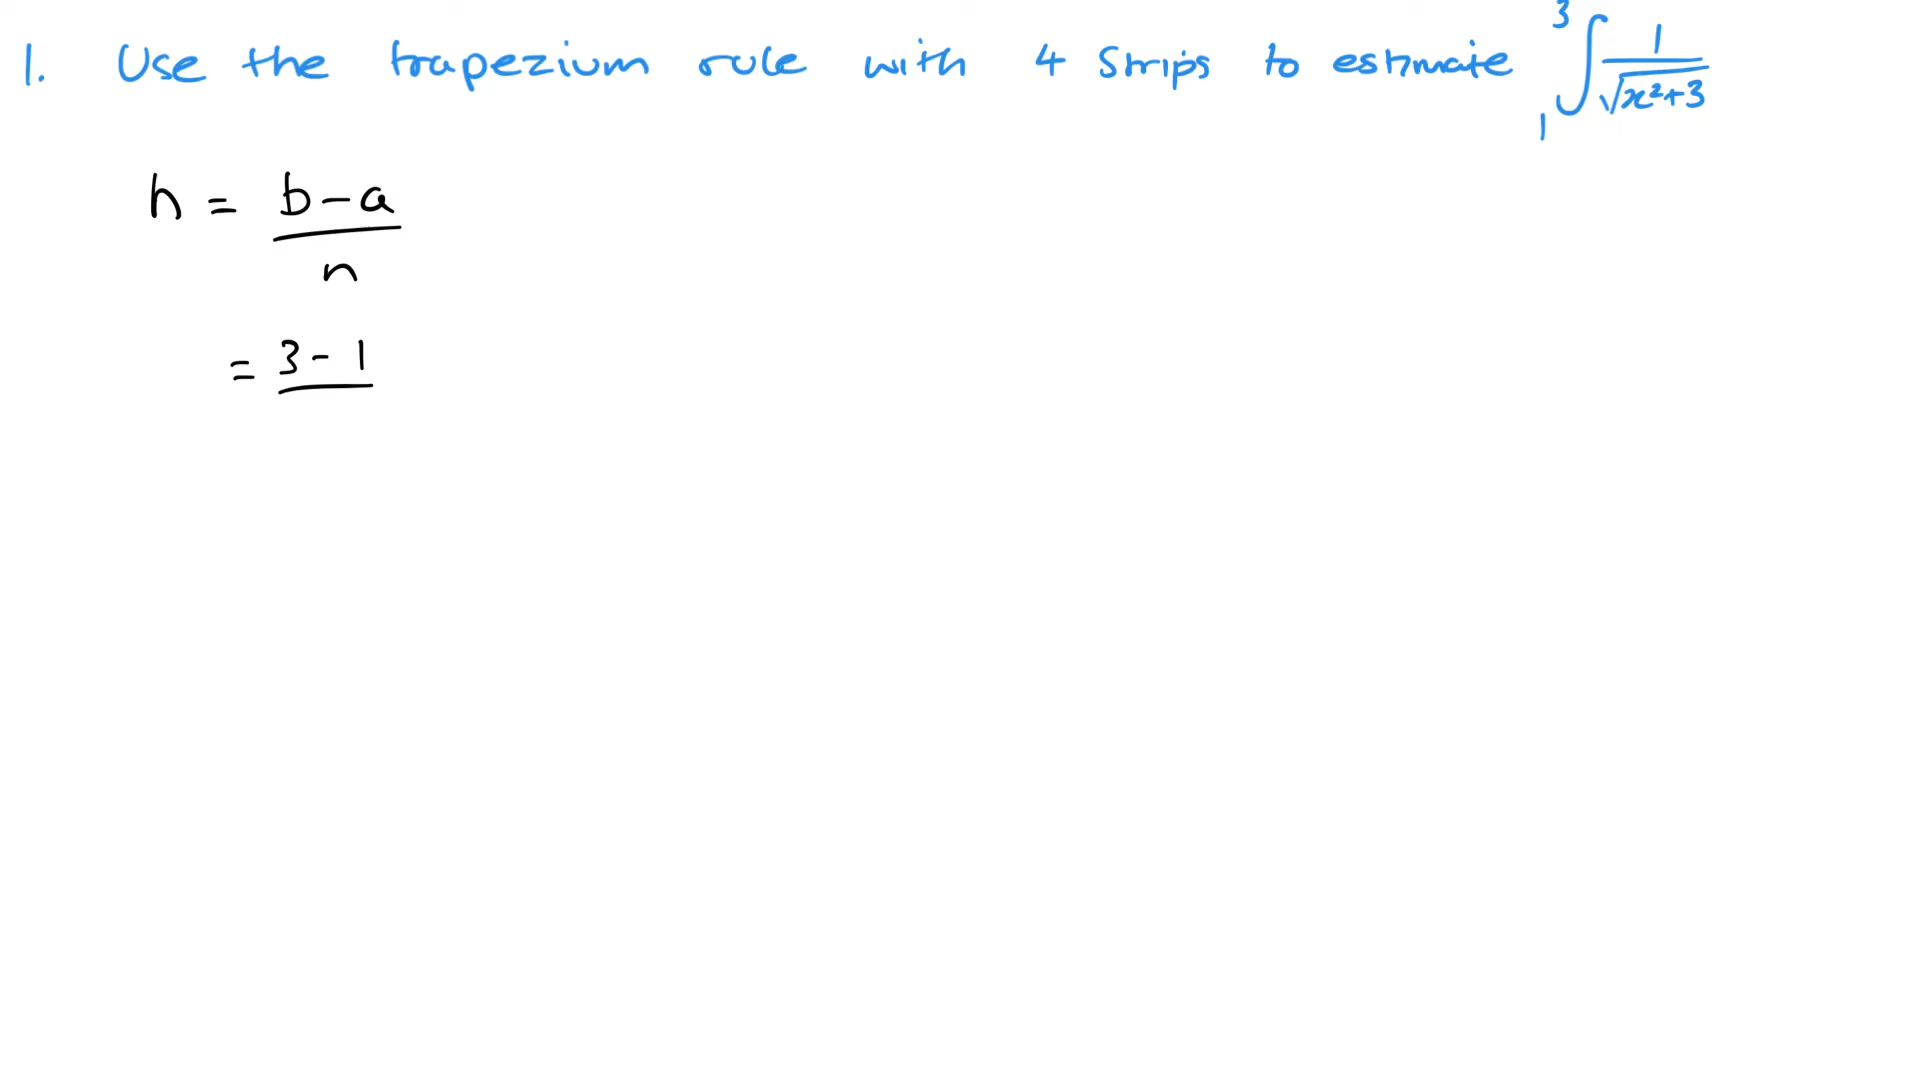 1. Use the trapezium rule with 4 strips to estimate ∫₁³ 1/√(x²+3)
h = (b-a)/n
= 3-1